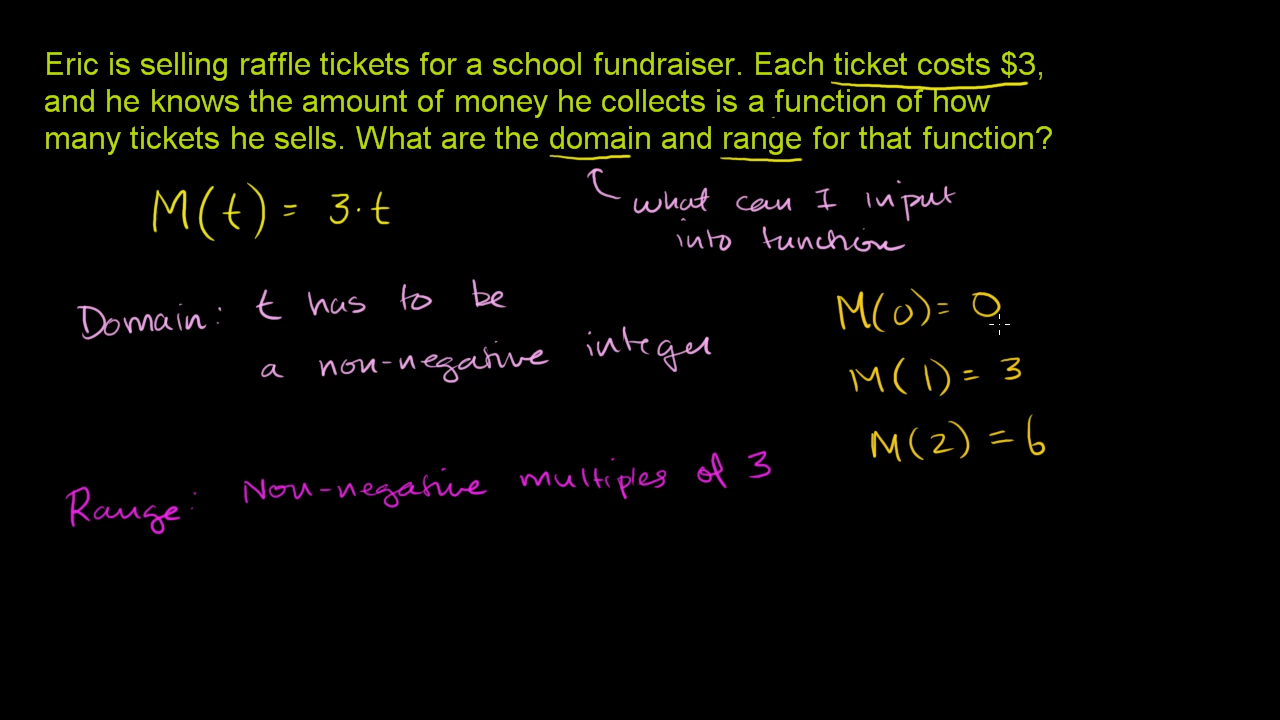 Eric is selling raffle tickets for a school fundraiser. Each ticket costs $3,
and he knows the amount of money he collects is a function of how
many tickets he sells. What are the domain and range for that function?
M(t) = 3·t
what can I input
into function
Domain: t has to be
a non-negative integer
M(0) = 0
M(1) = 3
M(2) = 6
Range: Non-negative multiples of 3